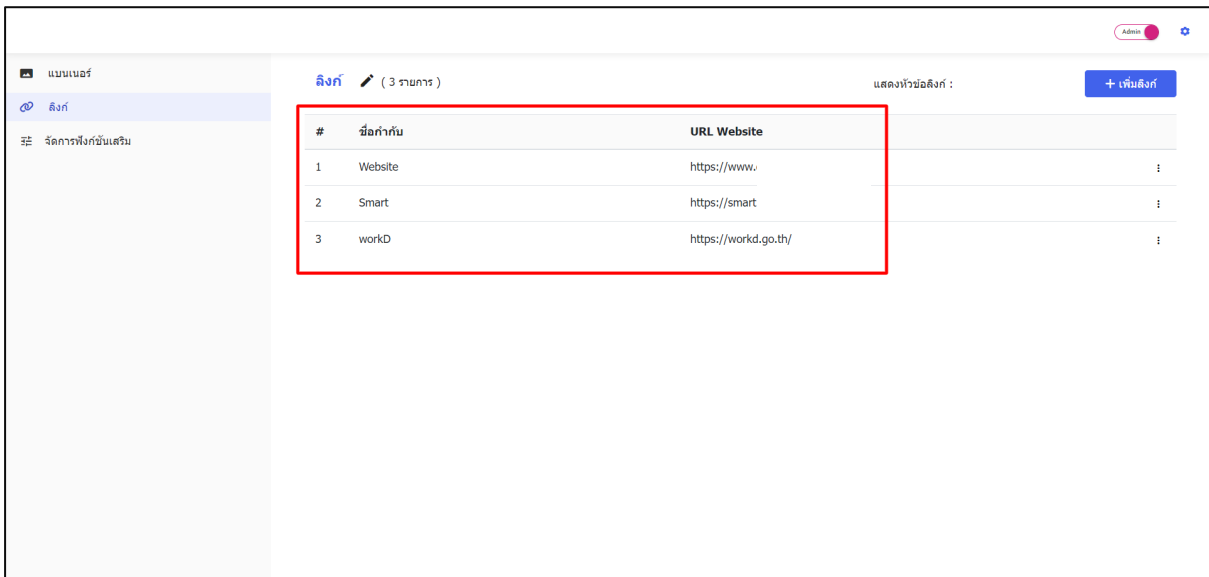 Admin
แบนเนอร์
ลิงก์
จัดการฟังก์ชันเสริม
ลิงก์ ( 3 รายการ ) แสดงหัวข้อลิงก์ : + เพิ่มลิงก์
# ชื่อกำกับ URL Website
1 Website https://www.
2 Smart https://smart
3 workD https://workd.go.th/